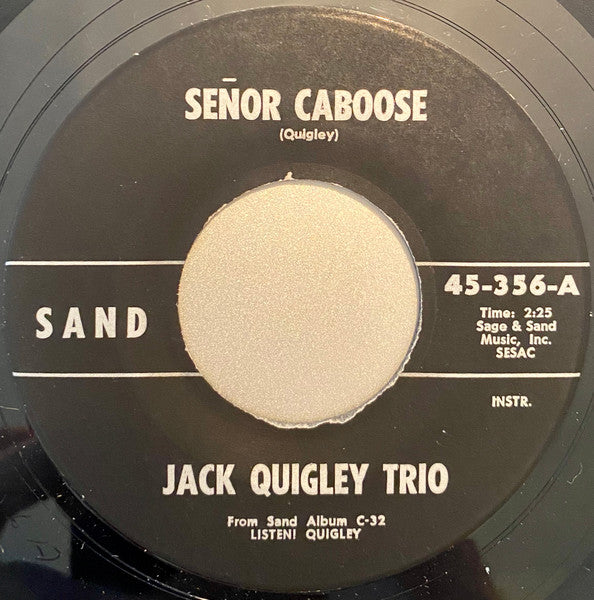 SEÑOR CABOOSE
(Quigley)
SAND
45-356-A
Time: 2:25
Sage & Sand
Music, Inc.
SESAC
INSTR.
JACK QUIGLEY TRIO
From Sand Album C-32
LISTEN! QUIGLEY